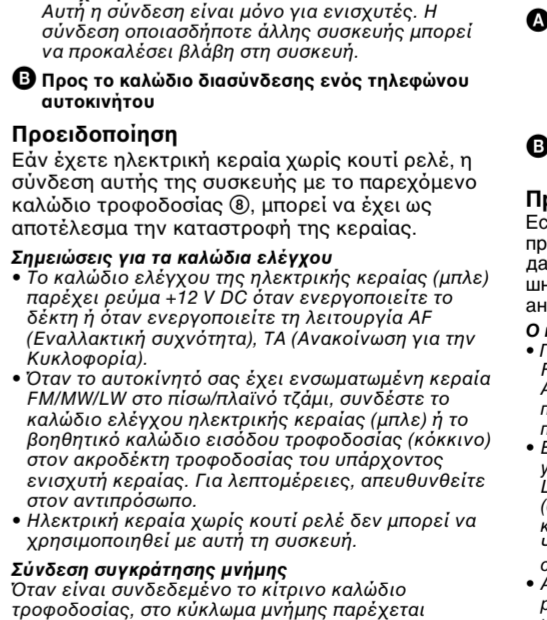 Αυτή η σύνδεση είναι μόνο για ενισχυτές. Η
σύνδεση οποιασδήποτε άλλης συσκευής μπορεί
να προκαλέσει βλάβη στη συσκευή.
B Προς το καλώδιο διασύνδεσης ενός τηλεφώνου
αυτοκινήτου
Προειδοποίηση
Εάν έχετε ηλεκτρική κεραία χωρίς κουτί ρελέ, η
σύνδεση αυτής της συσκευής με το παρεχόμενο
καλώδιο τροφοδοσίας ⑧, μπορεί να έχει ως
αποτέλεσμα την καταστροφή της κεραίας.
Σημειώσεις για τα καλώδια ελέγχου
• Το καλώδιο ελέγχου της ηλεκτρικής κεραίας (μπλε)
παρέχει ρεύμα +12 V DC όταν ενεργοποιείτε το
δέκτη ή όταν ενεργοποιείτε τη λειτουργία AF
(Εναλλακτική συχνότητα), TA (Ανακοίνωση για την
Κυκλοφορία).
• Όταν το αυτοκίνητό σας έχει ενσωματωμένη κεραία
FM/MW/LW στο πίσω/πλαϊνό τζάμι, συνδέστε το
καλώδιο ελέγχου ηλεκτρικής κεραίας (μπλε) ή το
βοηθητικό καλώδιο εισόδου τροφοδοσίας (κόκκινο)
στον ακροδέκτη τροφοδοσίας του υπάρχοντος
ενισχυτή κεραίας. Για λεπτομέρειες, απευθυνθείτε
στον αντιπρόσωπο.
• Ηλεκτρική κεραία χωρίς κουτί ρελέ δεν μπορεί να
χρησιμοποιηθεί με αυτή τη συσκευή.
Σύνδεση συγκράτησης μνήμης
Όταν είναι συνδεδεμένο το κίτρινο καλώδιο
τροφοδοσίας, στο κύκλωμα μνήμης παρέχεται
A
B